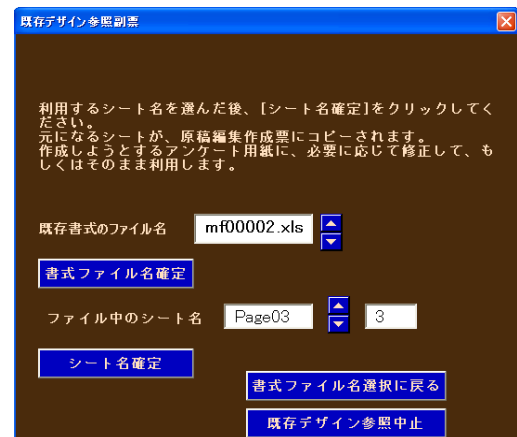 既存デザイン参照副票
利用するシート名を選んだ後、[シート名確定]をクリックしてく
ださい。
元になるシートが、原稿編集作成票にコピーされます。
作成しようとするアンケート用紙に、必要に応じて修正して、も
しくはそのまま利用します。
既存書式のファイル名 mf00002.xls
書式ファイル名確定
ファイル中のシート名 Page03 3
シート名確定
書式ファイル名選択に戻る
既存デザイン参照中止